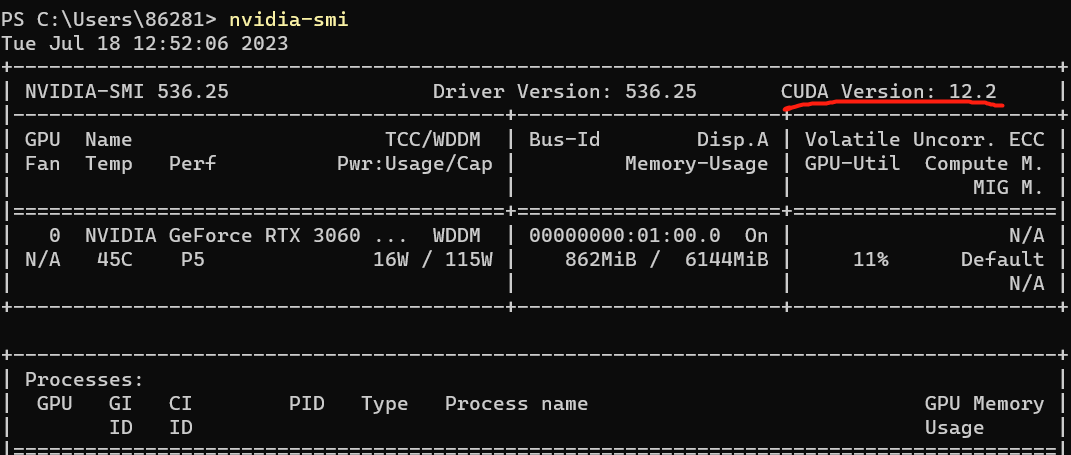 PS C:\Users\86281> nvidia-smi
Tue Jul 18 12:52:06 2023
+-----------------------------------------------------------------------------+
| NVIDIA-SMI 536.25                 Driver Version: 536.25       CUDA Version: 12.2     |
|-----------------------------------------+----------------------+----------------------+
| GPU  Name                     TCC/WDDM  | Bus-Id        Disp.A | Volatile Uncorr. ECC |
| Fan  Temp   Perf          Pwr:Usage/Cap |         Memory-Usage | GPU-Util  Compute M. |
|                                         |                      |               MIG M. |
|=========================================+======================+======================|
|   0  NVIDIA GeForce RTX 3060 ...  WDDM  | 00000000:01:00.0  On |                  N/A |
| N/A   45C    P5              16W / 115W |    862MiB /  6144MiB |     11%      Default |
|                                         |                      |                  N/A |
+-----------------------------------------+----------------------+----------------------+
+---------------------------------------------------------------------------------------+
| Processes:                                                                            |
|  GPU   GI   CI        PID   Type   Process name                            GPU Memory |
|        ID   ID                                                             Usage      |
|=======================================================================================|